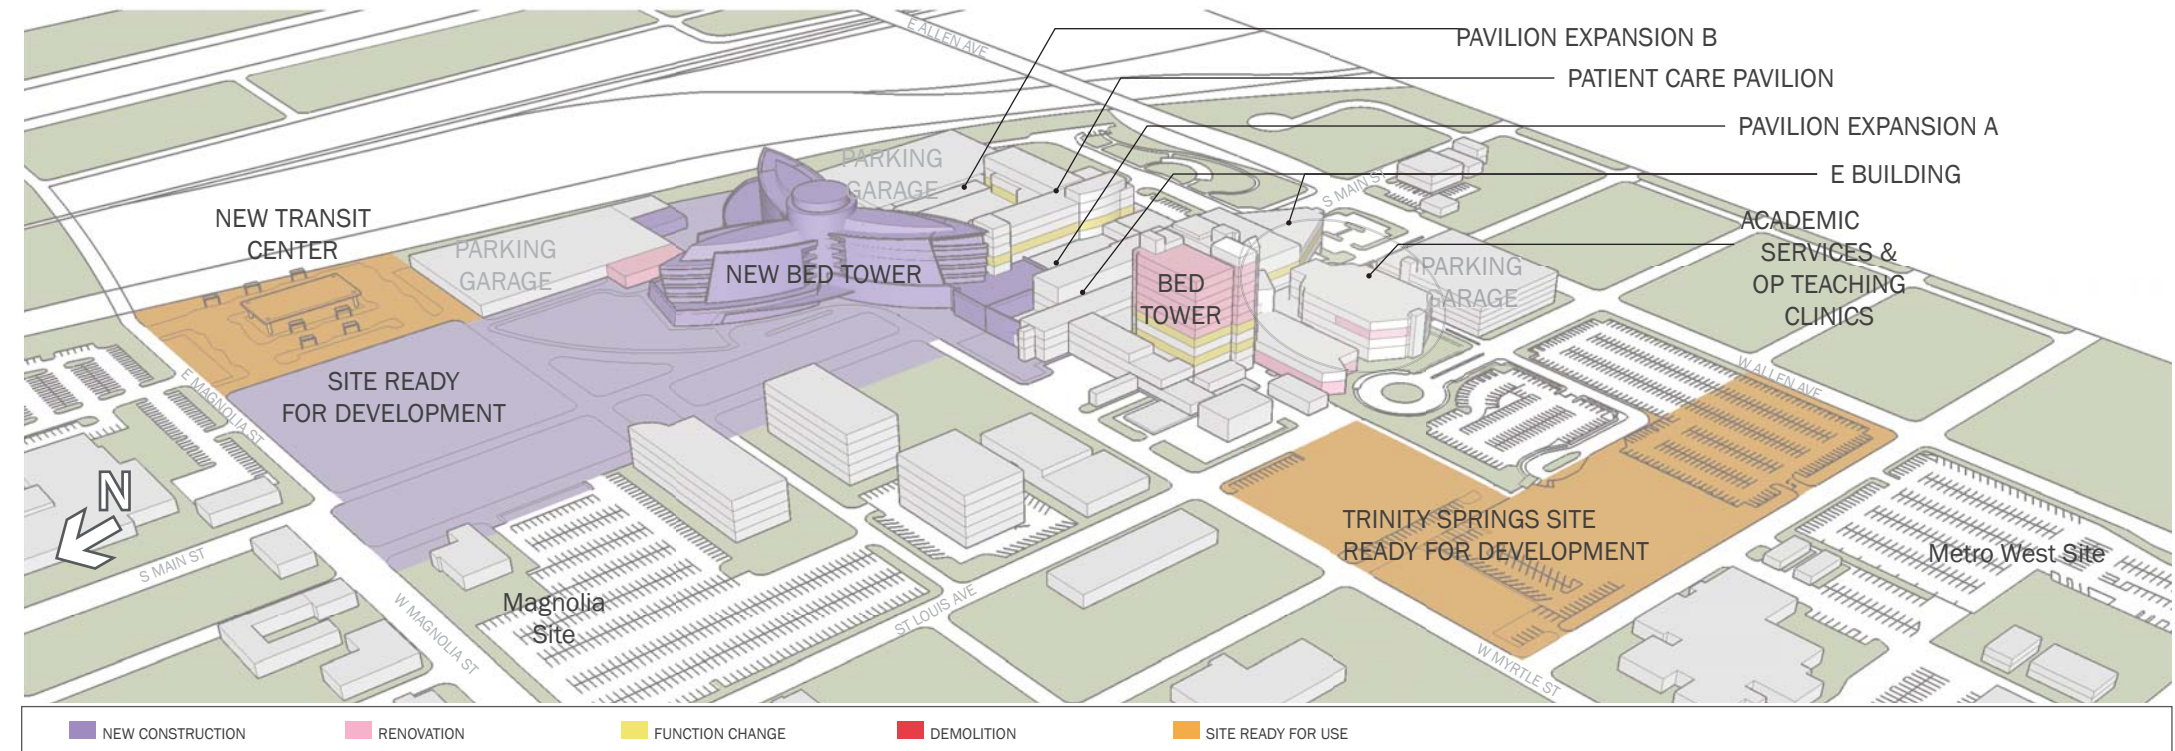 E ALLEN AVE
PAVILION EXPANSION B
PATIENT CARE PAVILION
PAVILION EXPANSION A
E BUILDING
S MAIN ST
ACADEMIC
SERVICES &
OP TEACHING
CLINICS
PARKING
GARAGE
NEW TRANSIT
CENTER
PARKING
GARAGE
NEW BED TOWER
BED
TOWER
PARKING
GARAGE
W ALLEN AVE
SITE READY
FOR DEVELOPMENT
E MAGNOLIA ST
N
S MAIN ST
TRINITY SPRINGS SITE
READY FOR DEVELOPMENT
Metro West Site
Magnolia
Site
W MAGNOLIA ST
ST LOUIS AVE
W MYRTLE ST
NEW CONSTRUCTION
RENOVATION
FUNCTION CHANGE
DEMOLITION
SITE READY FOR USE